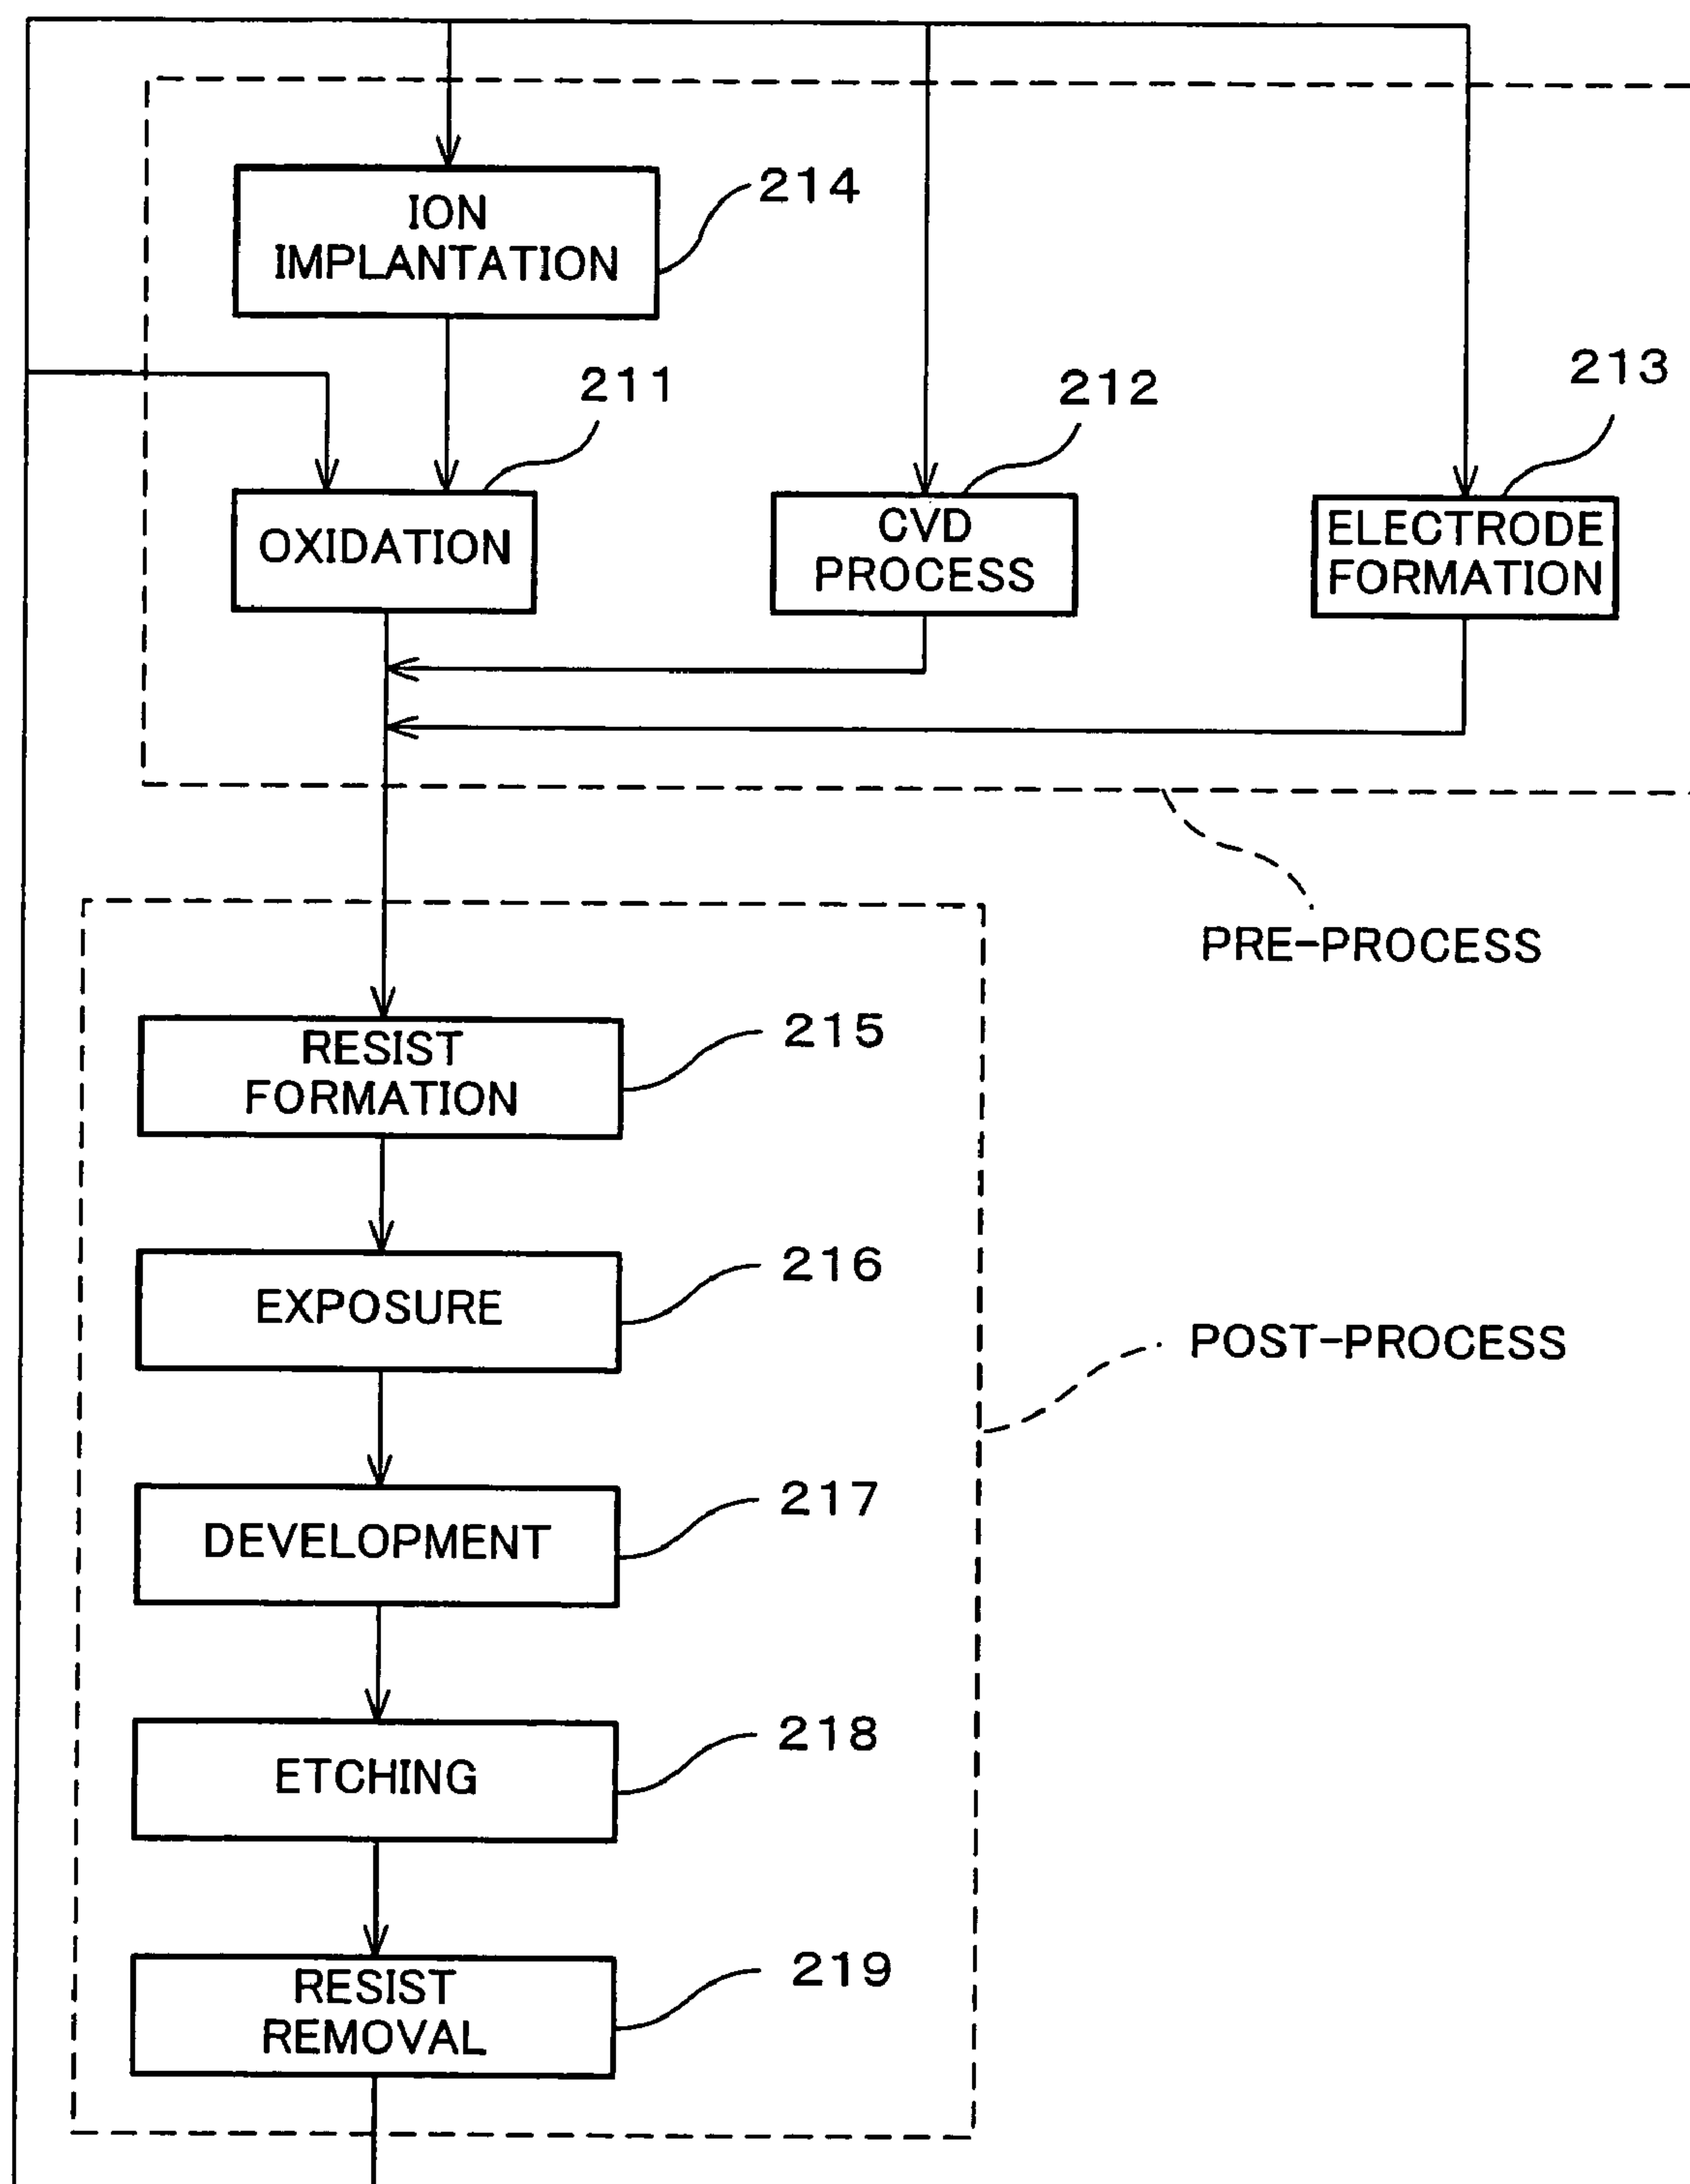 214
ION
IMPLANTATION
211
212
213
OXIDATION
CVD
PROCESS
ELECTRODE
FORMATION
PRE-PROCESS
RESIST
FORMATION
215
EXPOSURE
216
POST-PROCESS
DEVELOPMENT
217
ETCHING
218
RESIST
REMOVAL
219